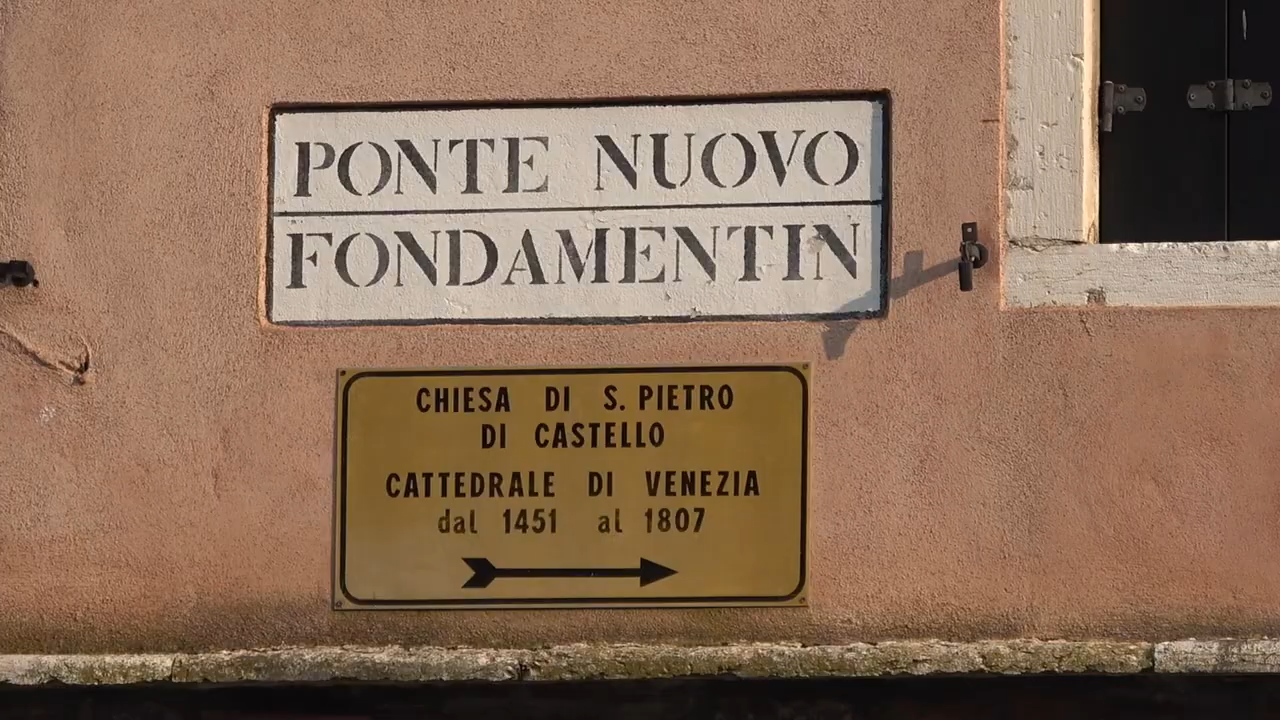 PONTE NUOVO
FONDAMENTIN
CHIESA DI S. PIETRO
DI CASTELLO
CATTEDRALE DI VENEZIA
dal 1451 al 1807